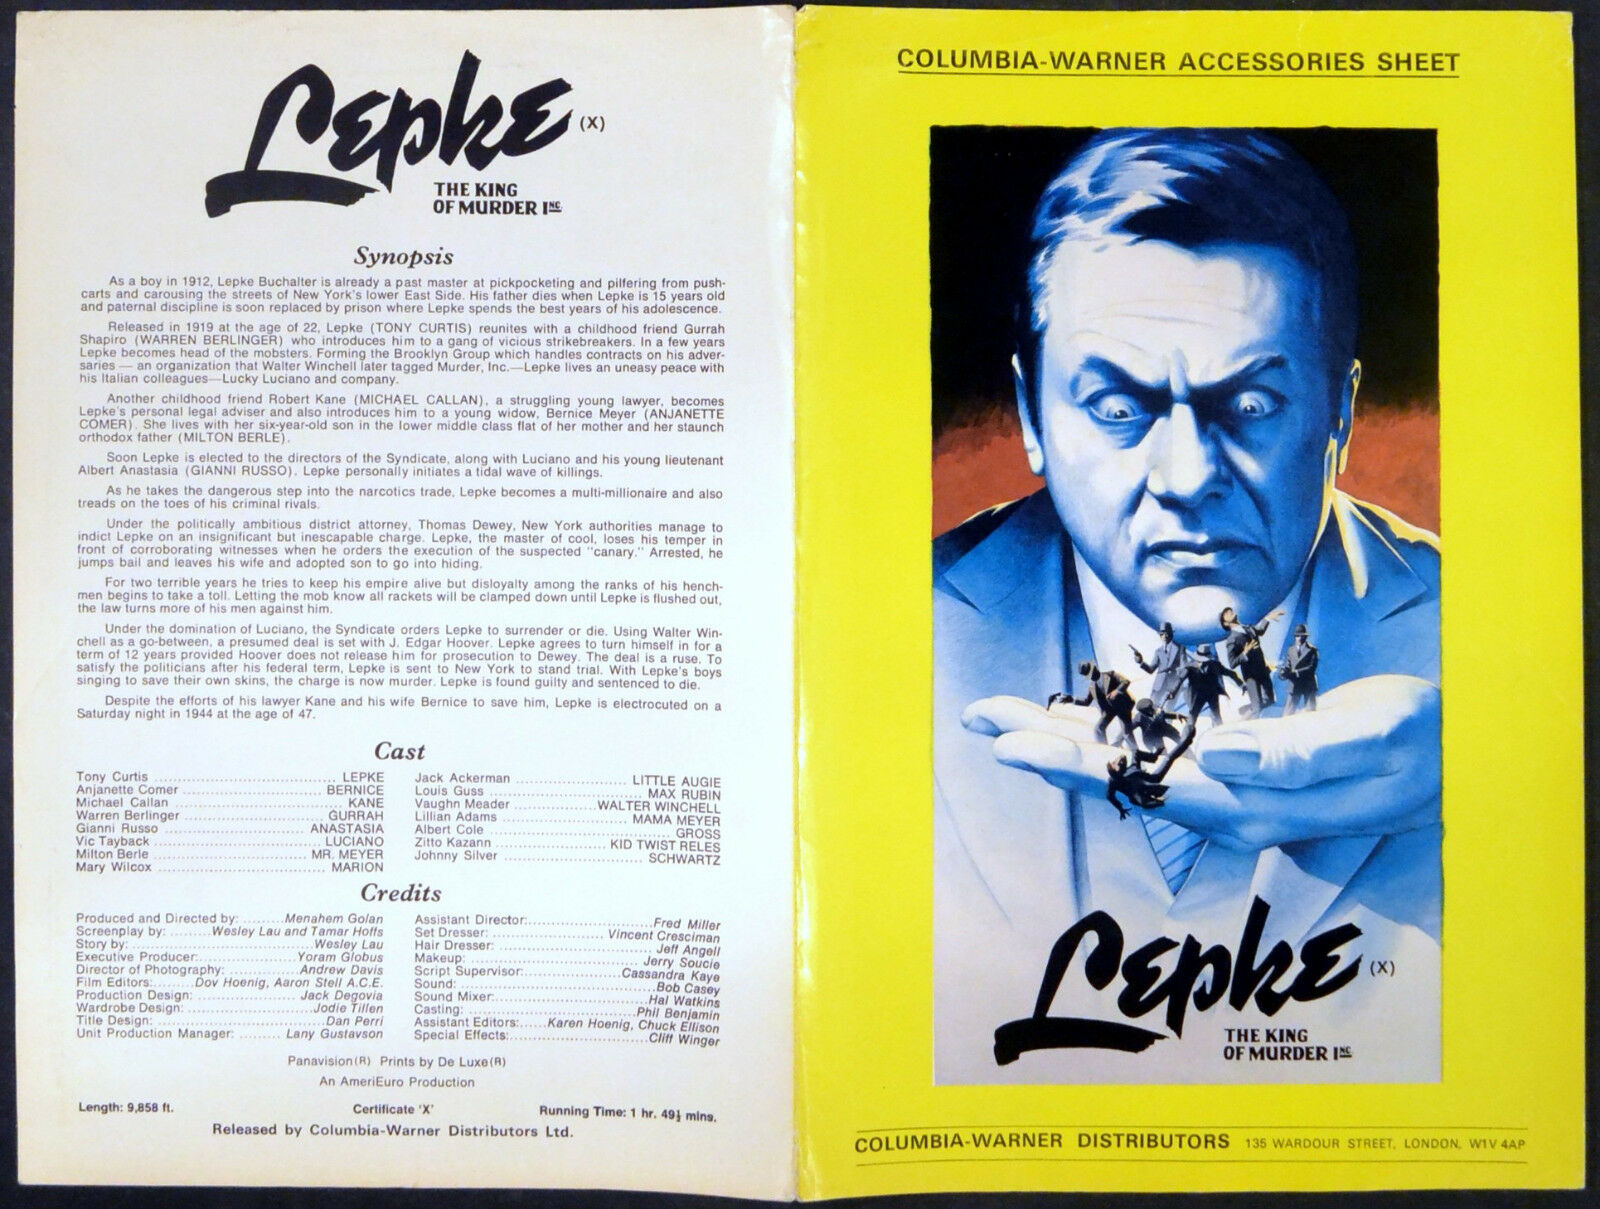 Lepke (X)
THE KING
OF MURDER INC
Synopsis
As a boy in 1912, Lepke Buchalter is already a past master at pickpocketing and pilfering from push-
carts and carousing the streets of New York's lower East Side. His father dies when Lepke is 15 years old
and paternal discipline is soon replaced by prison where Lepke spends the best years of his adolescence.
Released in 1919 at the age of 22, Lepke (TONY CURTIS) reunites with a childhood friend Gurrah
Shapiro (WARREN BERLINGER) who introduces him to a gang of vicious strikebreakers. In a few years
Lepke becomes head of the mobsters. Forming the Brooklyn Group which handles contracts on his adver-
saries — an organization that Walter Winchell later tagged Murder, Inc.—Lepke lives an uneasy peace with
his Italian colleagues—Lucky Luciano and company.
Another childhood friend Robert Kane (MICHAEL CALLAN), a struggling young lawyer, becomes
Lepke's personal legal adviser and also introduces him to a young widow, Bernice Meyer (ANJANETTE
COMER). She lives with her six-year-old son in the lower middle class flat of her mother and her staunch
orthodox father (MILTON BERLE).
Soon Lepke is elected to the directors of the Syndicate, along with Luciano and his young lieutenant
Albert Anastasia (GIANNI RUSSO). Lepke personally initiates a tidal wave of killings.
As he takes the dangerous step into the narcotics trade, Lepke becomes a multi-millionaire and also
treads on the toes of his criminal rivals.
Under the politically ambitious district attorney, Thomas Dewey, New York authorities manage to
indict Lepke on an insignificant but inescapable charge. Lepke, the master of cool, loses his temper in
front of corroborating witnesses when he orders the execution of the suspected "canary." Arrested, he
jumps bail and leaves his wife and adopted son to go into hiding.
For two terrible years he tries to keep his empire alive but disloyalty among the ranks of his hench-
men begins to take a toll. Letting the mob know all rackets will be clamped down until Lepke is flushed out,
the law turns more of his men against him.
Under the domination of Luciano, the Syndicate orders Lepke to surrender or die. Using Walter Win-
chell as a go-between, a presumed deal is set with J. Edgar Hoover. Lepke agrees to turn himself in for a
term of 12 years provided Hoover does not release him for prosecution to Dewey. The deal is a ruse. To
satisfy the politicians after his federal term, Lepke is sent to New York to stand trial. With Lepke's boys
singing to save their own skins, the charge is now murder. Lepke is found guilty and sentenced to die.
Despite the efforts of his lawyer Kane and his wife Bernice to save him, Lepke is electrocuted on a
Saturday night in 1944 at the age of 47.
Cast
Tony Curtis ........ LEPKE
Anjanette Comer ........ BERNICE
Michael Callan ........ KANE
Warren Berlinger ........ GURRAH
Gianni Russo ........ ANASTASIA
Vic Tayback ........ LUCIANO
Milton Berle ........ MR. MEYER
Mary Wilcox ........ MARION
Jack Ackerman ........ LITTLE AUGIE
Louis Guss ........ MAX RUBIN
Vaughn Meader ........ WALTER WINCHELL
Lillian Adams ........ MAMA MEYER
Albert Cole ........ GROSS
Zitto Kazann ........ KID TWIST RELES
Johnny Silver ........ SCHWARTZ
Credits
Produced and Directed by: ........ Menahem Golan
Screenplay by: ........ Wesley Lau and Tamar Hoffs
Story by: ........ Wesley Lau
Executive Producer: ........ Yoram Globus
Director of Photography: ........ Andrew Davis
Film Editors: ........ Dov Hoenig, Aaron Stell A.C.E.
Production Design: ........ Jack Degovia
Wardrobe Design: ........ Jodie Tillen
Title Design: ........ Dan Perri
Unit Production Manager: ........ Lany Gustavson
Assistant Director: ........ Fred Miller
Set Dresser: ........ Vincent Cresciman
Hair Dresser: ........ Jeff Angell
Makeup: ........ Jerry Soucie
Script Supervisor: ........ Cassandra Kaye
Sound: ........ Bob Casey
Sound Mixer: ........ Hal Watkins
Casting: ........ Phil Benjamin
Assistant Editors: ........ Karen Hoenig, Chuck Ellison
Special Effects: ........ Cliff Wenger
Panavision(R) Prints by De Luxe(R)
An AmeriEuro Production
Length: 9,858 ft. Certificate 'X' Running Time: 1 hr. 49½ mins.
Released by Columbia-Warner Distributors Ltd.
COLUMBIA-WARNER ACCESSORIES SHEET
Lepke (X)
THE KING
OF MURDER INC
COLUMBIA-WARNER DISTRIBUTORS 135 WARDOUR STREET, LONDON, W1V 4AP